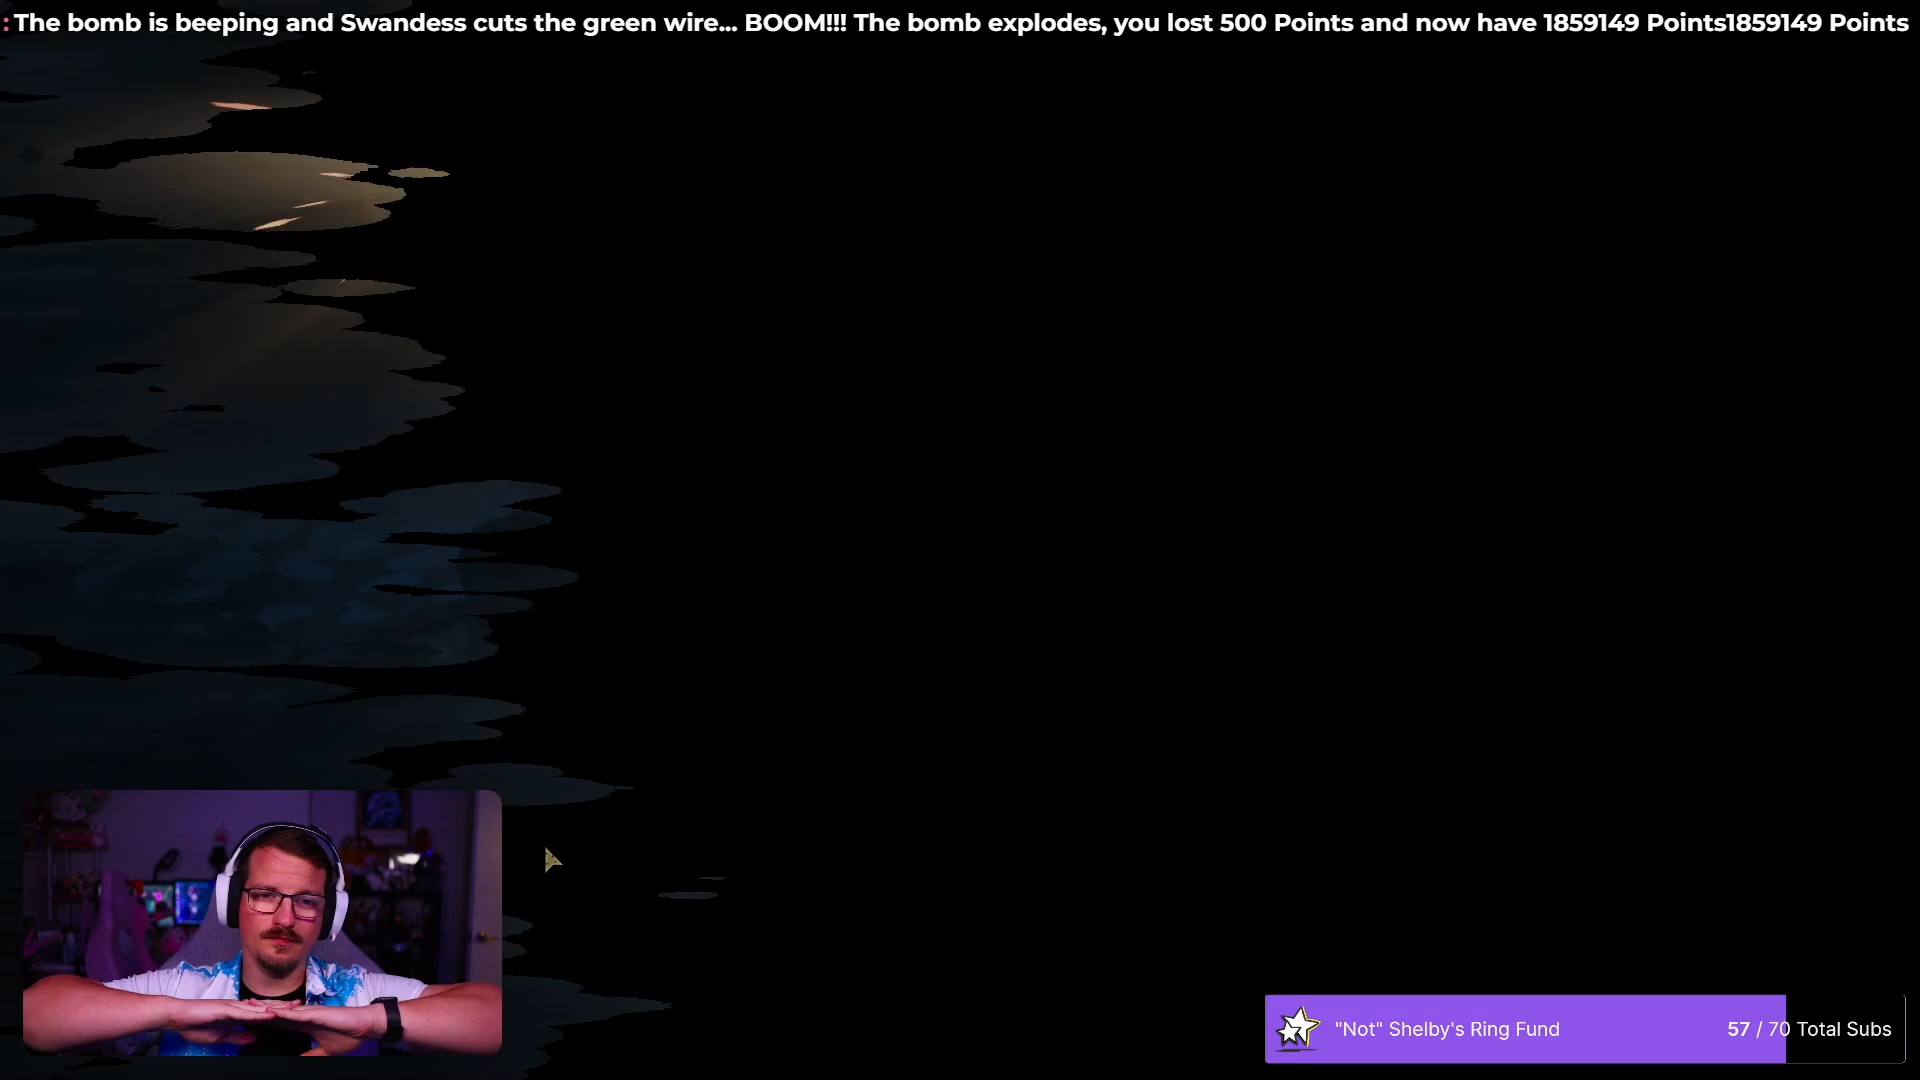 :The bomb is beeping and Swandess cuts the green wire... BOOM!!! The bomb explodes, you lost 500 Points and now have 1859149 Points1859149 Points
"Not" Shelby's Ring Fund 57 / 70 Total Subs